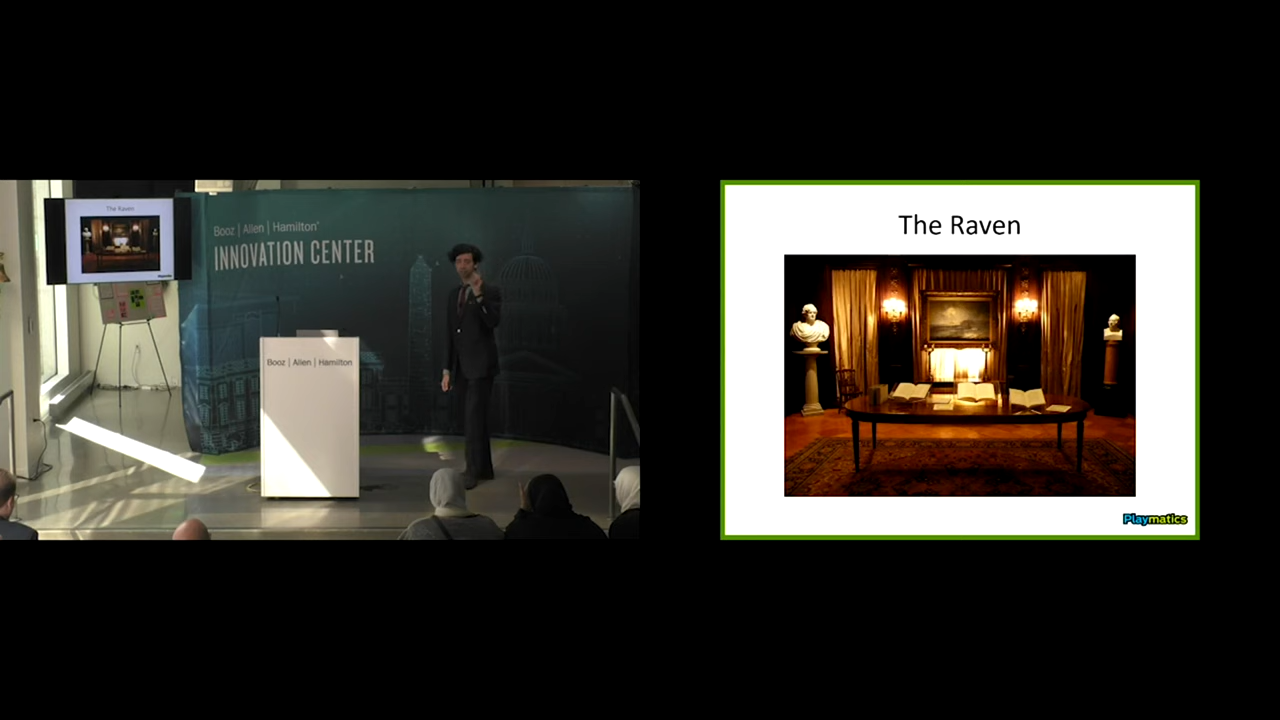 The Raven
Booz | Allen | Hamilton®
INNOVATION CENTER
Booz | Allen | Hamilton
The Raven
Playmatics